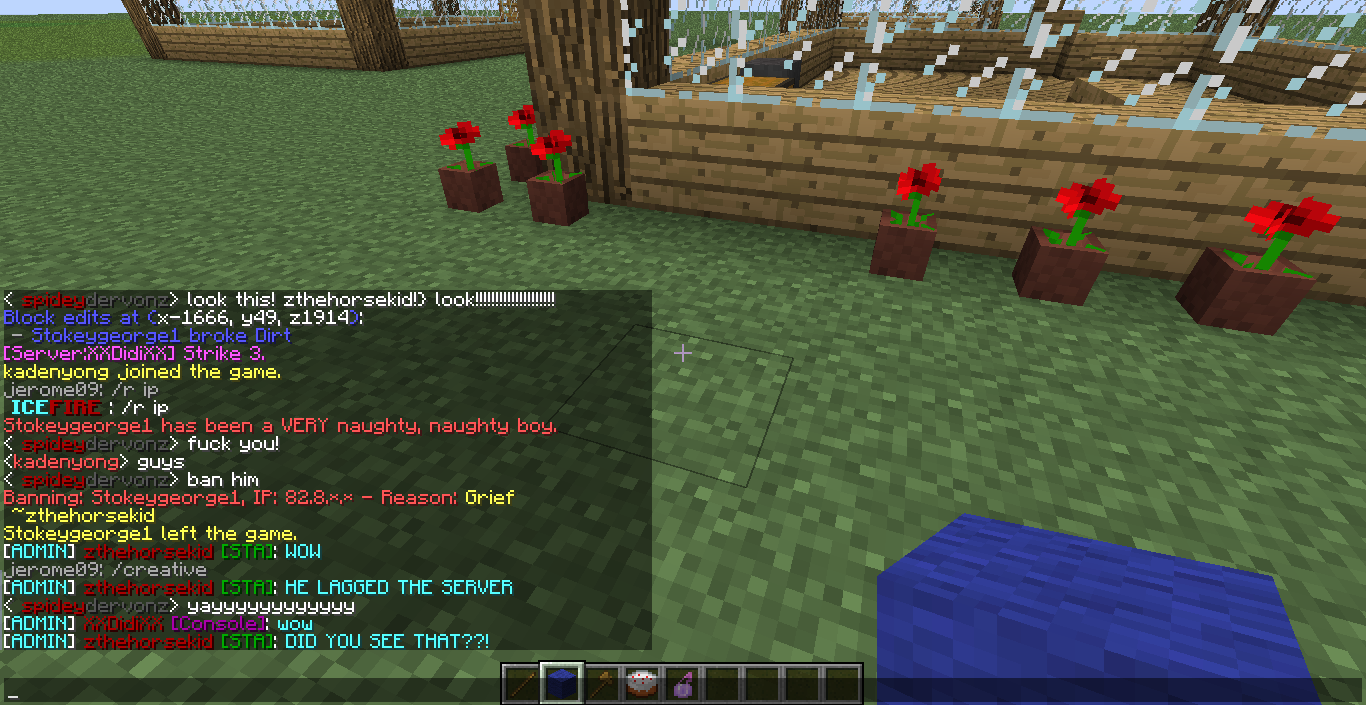 < spideydervonz> look this! zthehorsekid!} look!!!!!!!!!!!!!!!!!!!
Block edits at (x-1666, y49, z1914):
- Stokeygeorge1 broke Dirt
[Server:XXDidiXX] Strike 3.
kadenyong joined the game.
jerome09: /r ip
ICEFIRE : /r ip
Stokeygeorge1 has been a VERY naughty, naughty boy.
< spideydervonz> fuck you!
<kadenyong> guys
< spideydervonz> ban him
Banning: Stokeygeorge1, IP: 82.8.*.* - Reason: Grief
~zthehorsekid
Stokeygeorge1 left the game.
[ADMIN] zthehorsekid [STA]: WOW
jerome09: /creative
[ADMIN] zthehorsekid [STA]: HE LAGGED THE SERVER
< spideydervonz> yayyyyyyyyyyyyy
[ADMIN] XXDidiXX [Console]: wow
[ADMIN] zthehorsekid [STA]: DID YOU SEE THAT??!
_